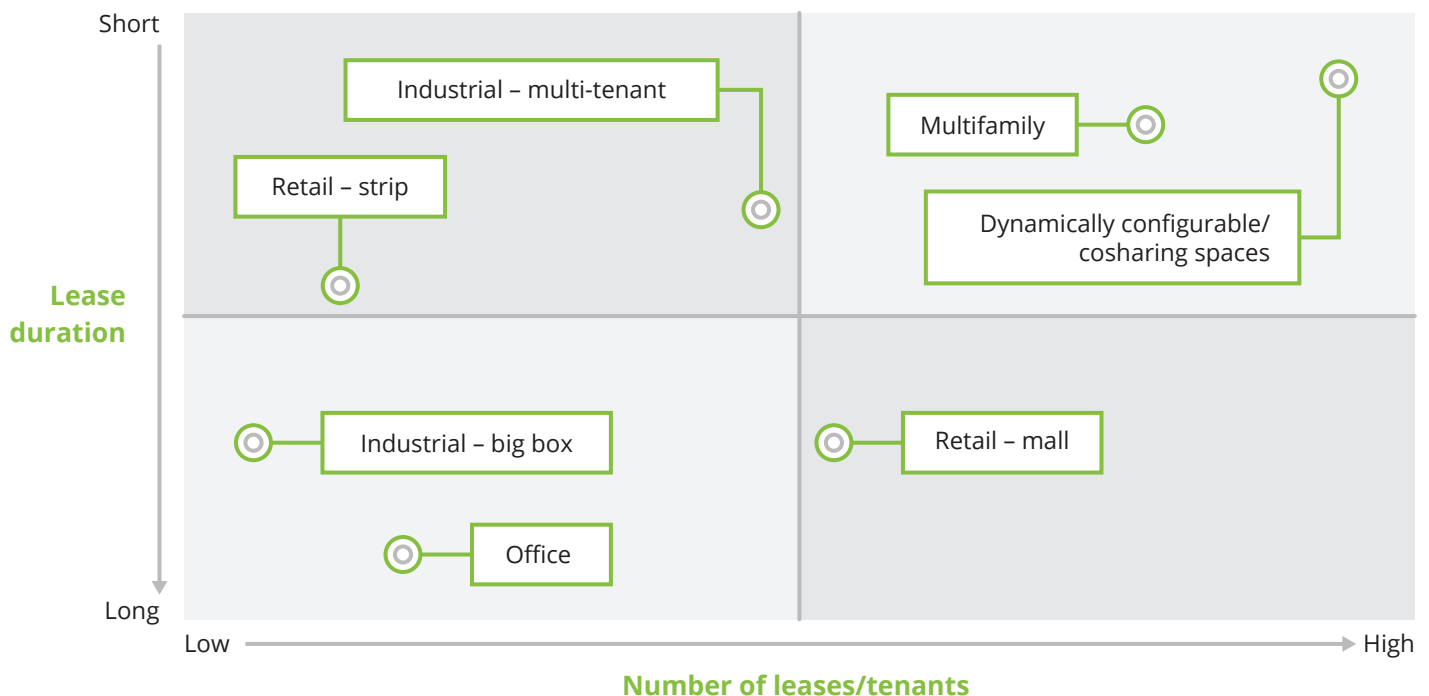 Short
Industrial – multi-tenant
Multifamily
Retail – strip
Dynamically configurable/
cosharing spaces
Lease
duration
Industrial – big box
Retail – mall
Office
Long
Low
High
Number of leases/tenants